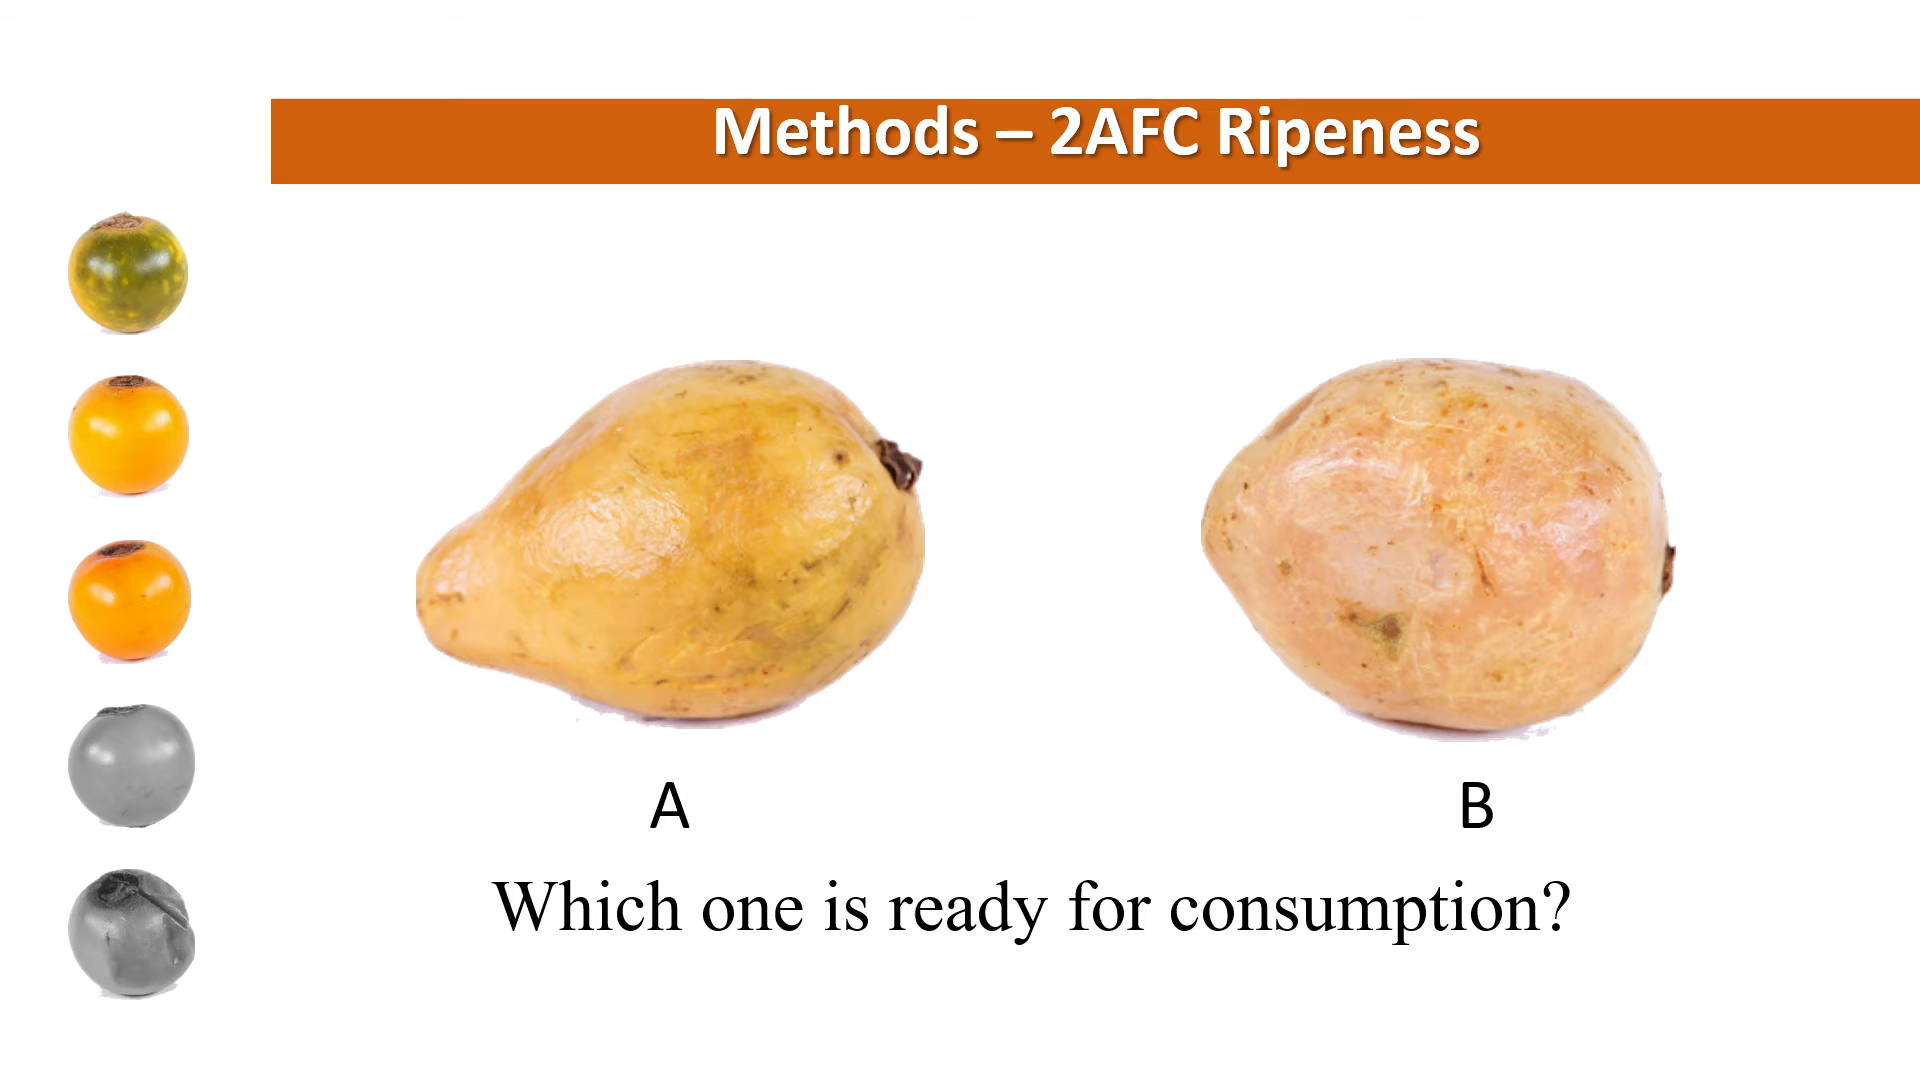 Methods – 2AFC Ripeness
A
B
Which one is ready for consumption?